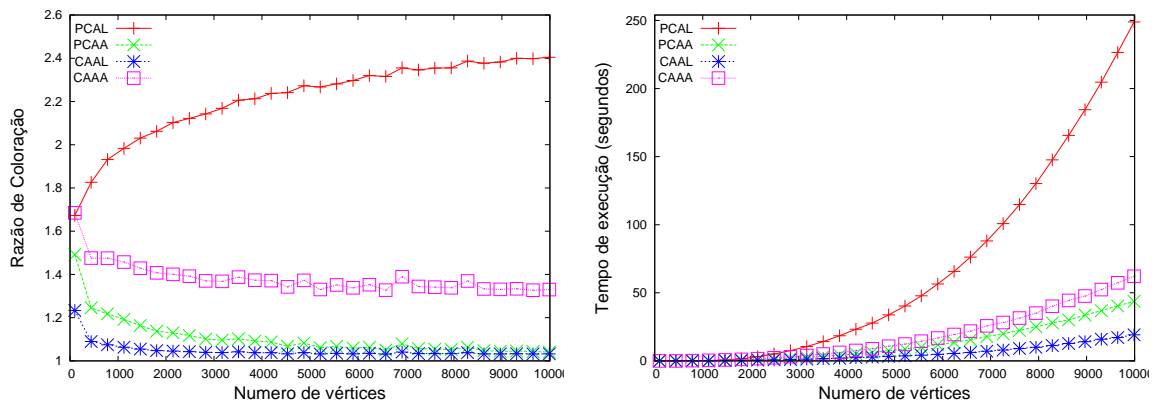 2.6
2.4
2.2
2
1.8
1.6
1.4
1.2
1
Razão de Coloração
PCAL
PCAA
CAAL
CAAA
0 1000 2000 3000 4000 5000 6000 7000 8000 9000 10000
Numero de vértices
250
200
150
100
50
0
Tempo de execução (segundos)
PCAL
PCAA
CAAL
CAAA
0 1000 2000 3000 4000 5000 6000 7000 8000 9000 10000
Numero de vértices